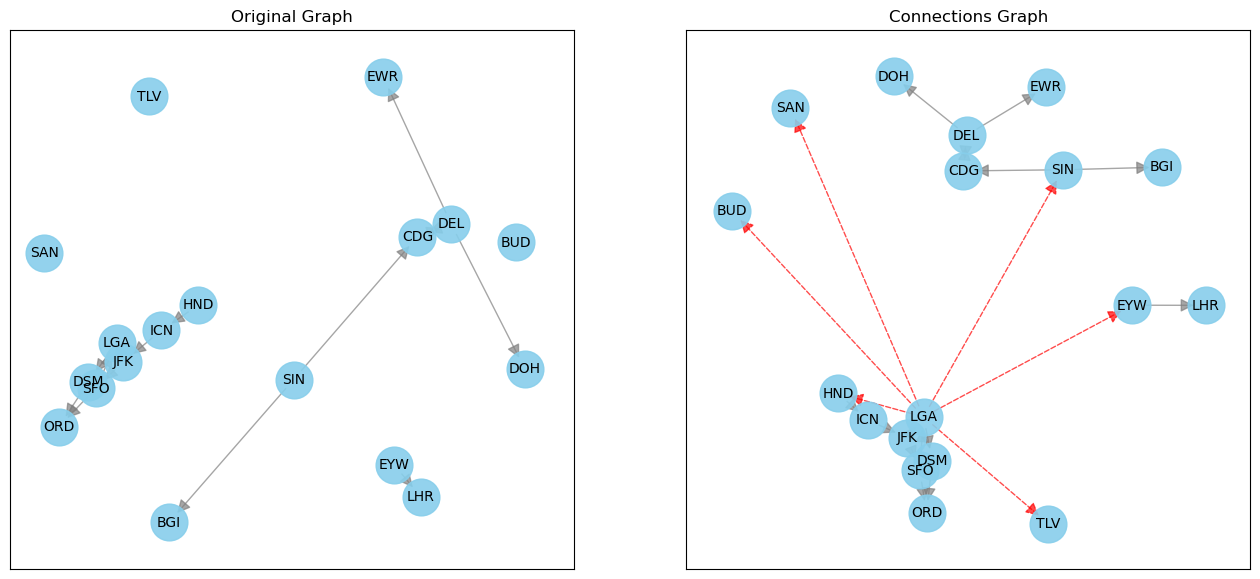 Original Graph
EWR
TLV
DEL
CDG
BUD
SAN
HND
ICN
LGA
JFK
DOH
DSM
SFO
SIN
ORD
EYW
LHR
BGI
Connections Graph
DOH
EWR
SAN
DEL
CDG
SIN
BGI
BUD
EYW
LHR
HND
LGA
ICN
JFK
DSM
SFO
ORD
TLV